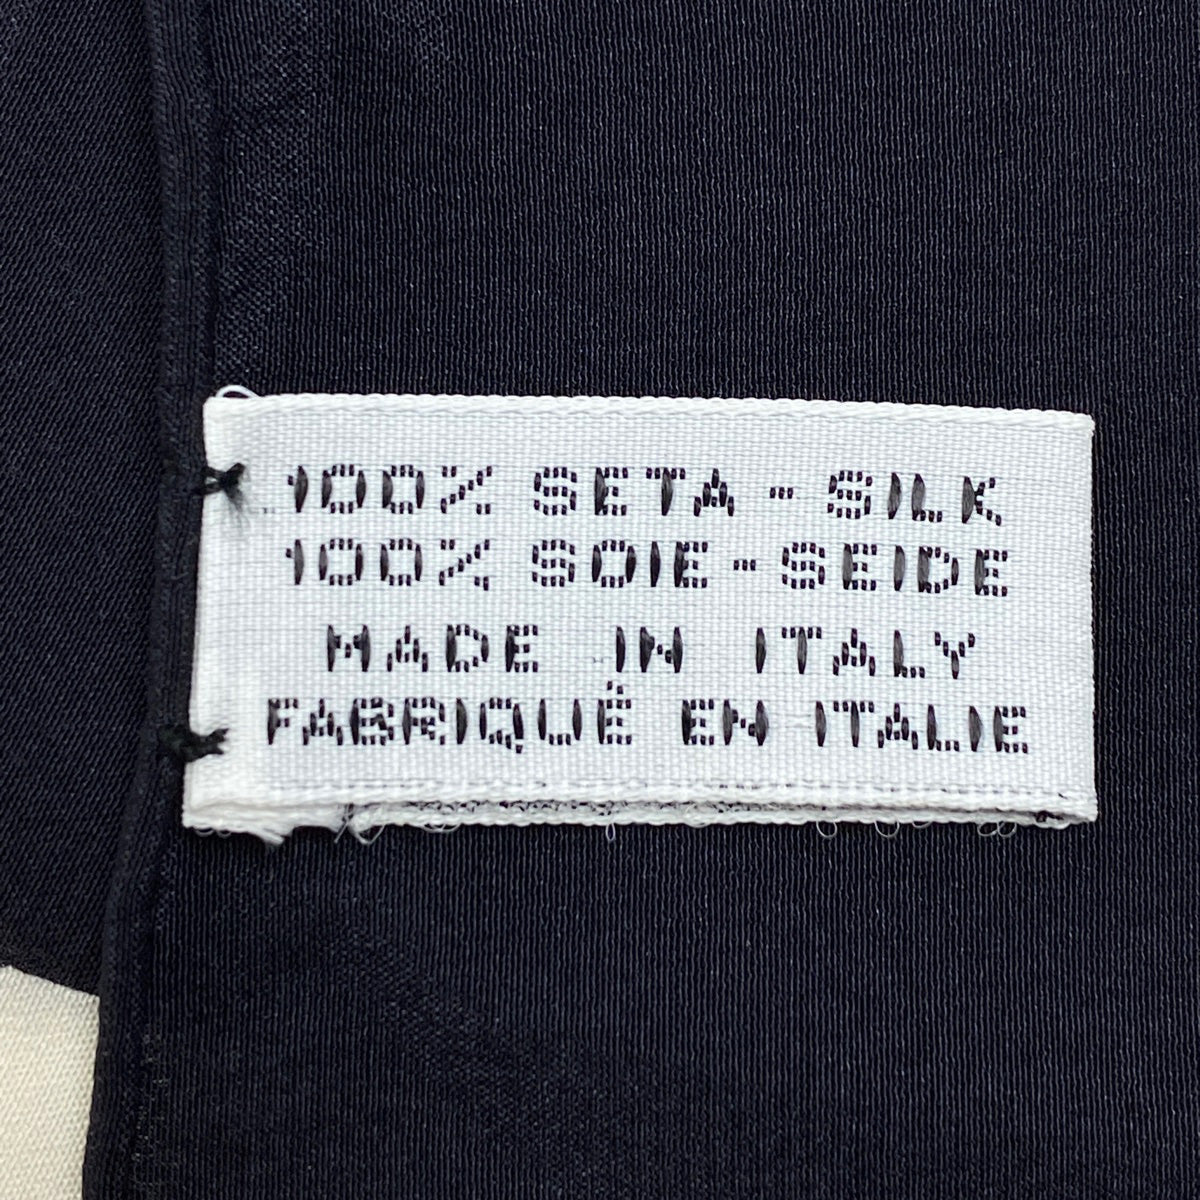 100% SETA - SILK
100% SOIE - SEIDE
MADE IN ITALY
FABRIQUÉ EN ITALIE